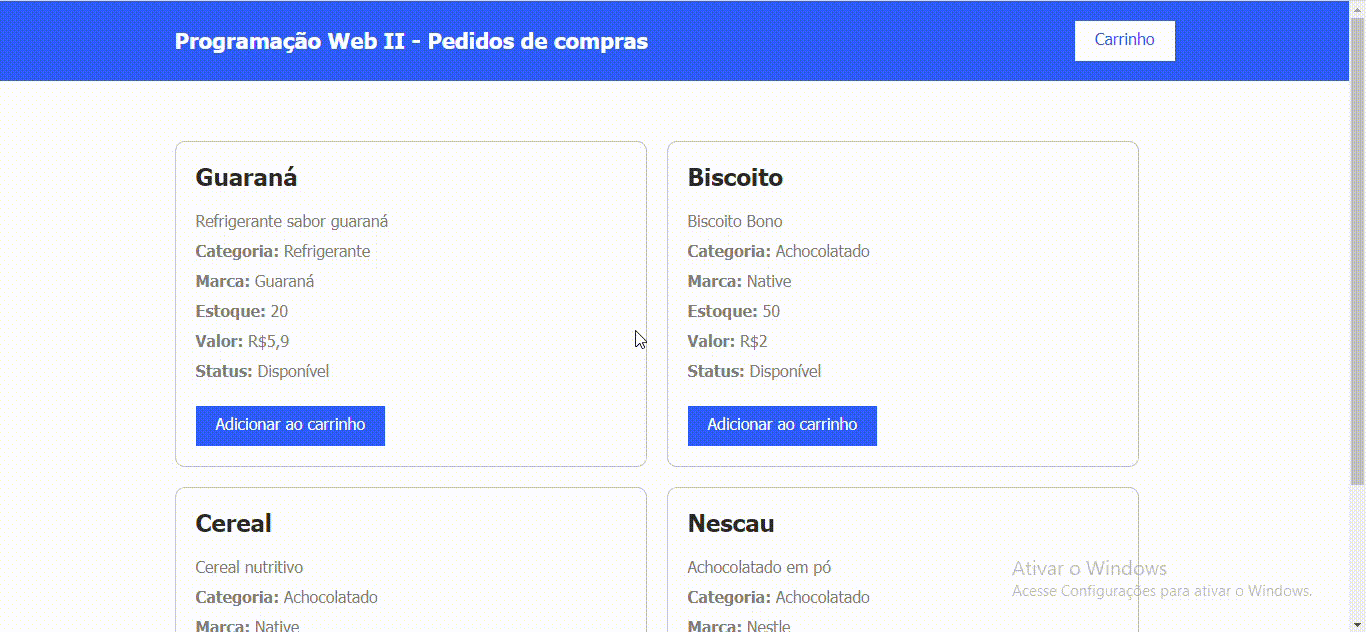 Programação Web II - Pedidos de compras
Carrinho
Guaraná
Refrigerante sabor guaraná
Categoria: Refrigerante
Marca: Guaraná
Estoque: 20
Valor: R$5,9
Status: Disponível
Adicionar ao carrinho
Biscoito
Biscoito Bono
Categoria: Achocolatado
Marca: Native
Estoque: 50
Valor: R$2
Status: Disponível
Adicionar ao carrinho
Cereal
Cereal nutritivo
Categoria: Achocolatado
Marca: Native
Nescau
Achocolatado em pó
Categoria: Achocolatado
Marca: Nestle
Ativar o Windows
Acesse Configurações para ativar o Windows.